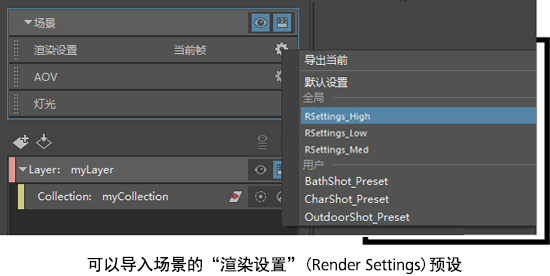 场景
渲染设置 当前帧
AOV
灯光
Layer: myLayer
Collection: myCollection
导出当前
默认设置
全局
RSettings_High
RSettings_Low
RSettings_Med
用户
BathShot_Preset
CharShot_Preset
OutdoorShot_Preset
可以导入场景的“渲染设置”(Render Settings)预设